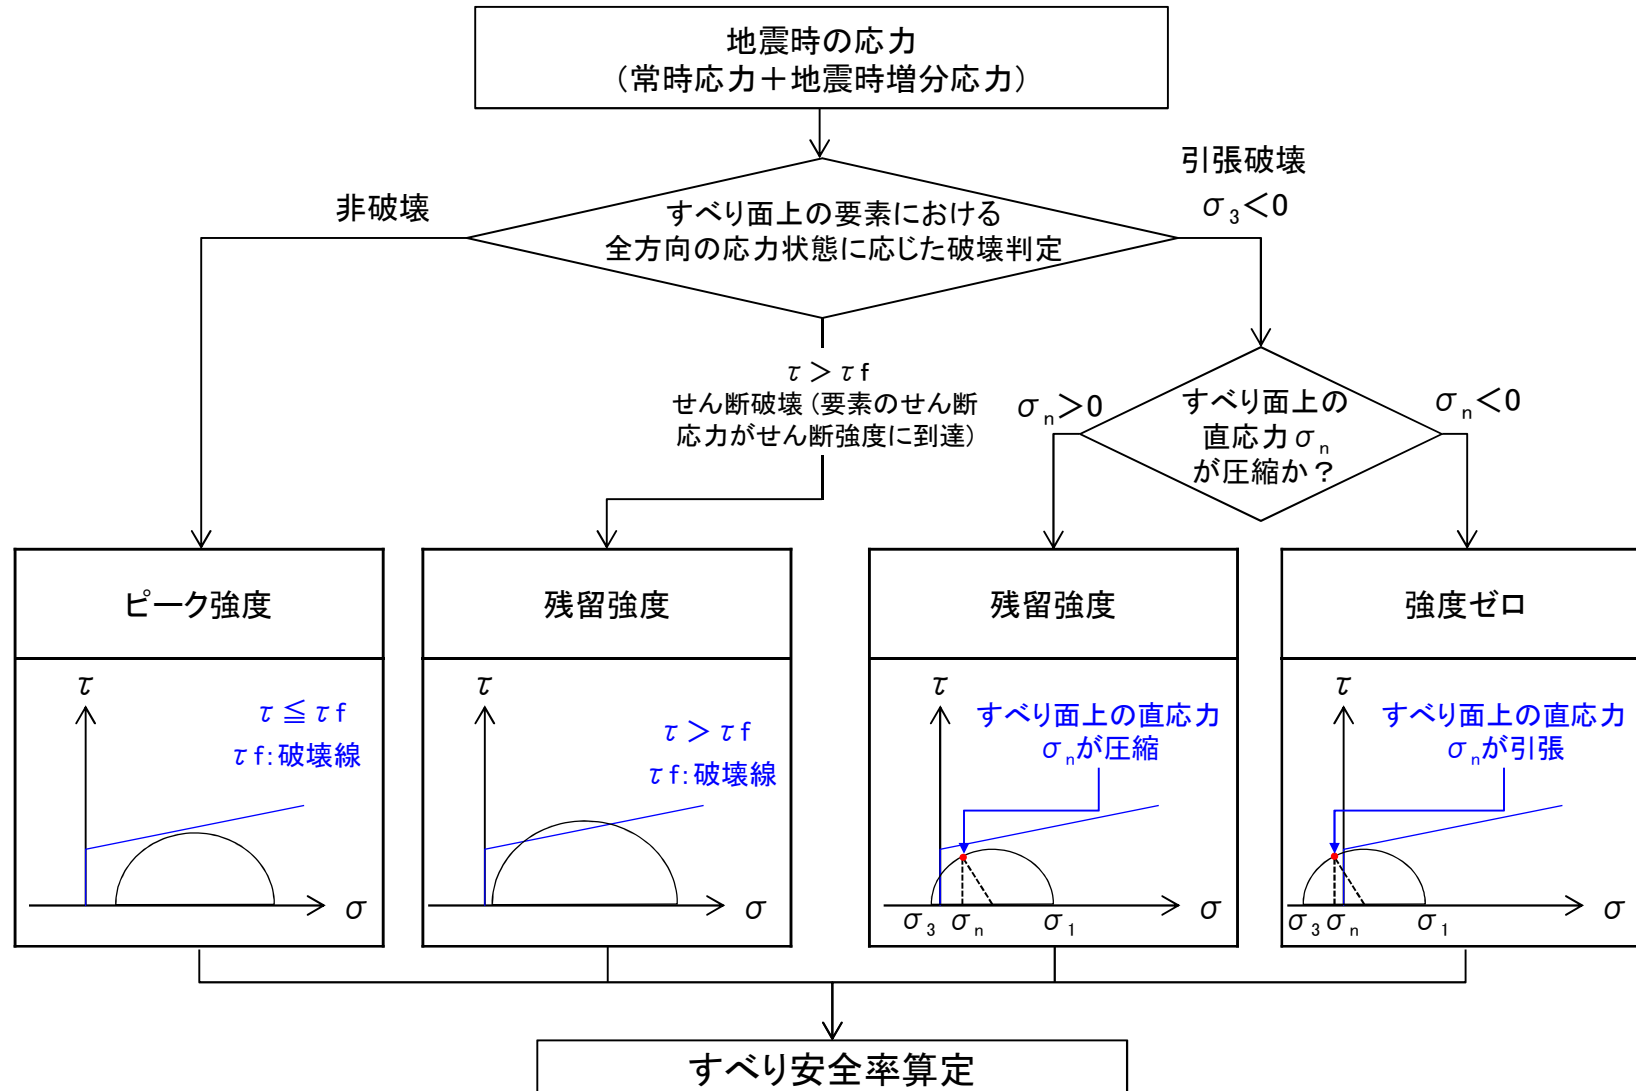 地震時の応力
（常時応力＋地震時増分応力）
引張破壊
σ3＜0
非破壊
すべり面上の要素における
全方向の応力状態に応じた破壊判定
τ＞τf
せん断破壊（要素のせん断
応力がせん断強度に到達）
σn＞0
すべり面上の
直応力σn
が圧縮か？
σn＜0
ピーク強度
残留強度
残留強度
強度ゼロ
τ
τ≦τf
τf：破壊線
σ
τ
τ＞τf
τf：破壊線
σ
τ
すべり面上の直応力
σnが圧縮
σ
σ3 σn σ1
τ
すべり面上の直応力
σnが引張
σ
σ3 σn σ1
すべり安全率算定